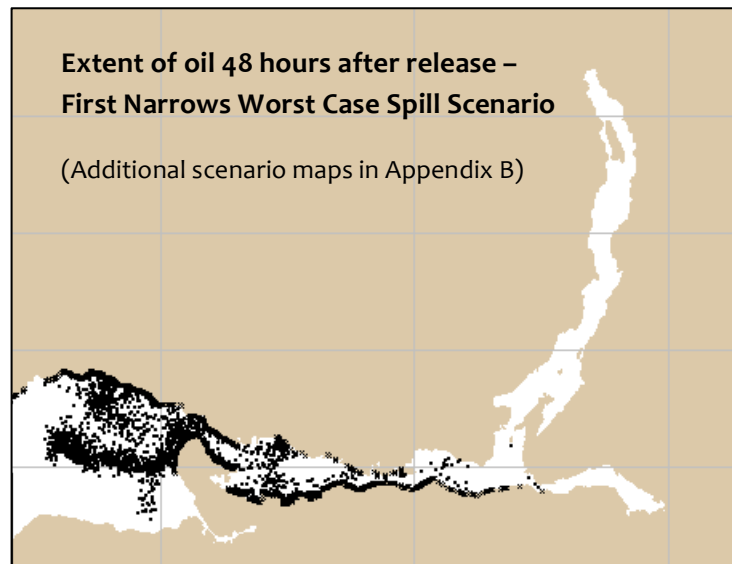 Extent of oil 48 hours after release –
First Narrows Worst Case Spill Scenario
(Additional scenario maps in Appendix B)